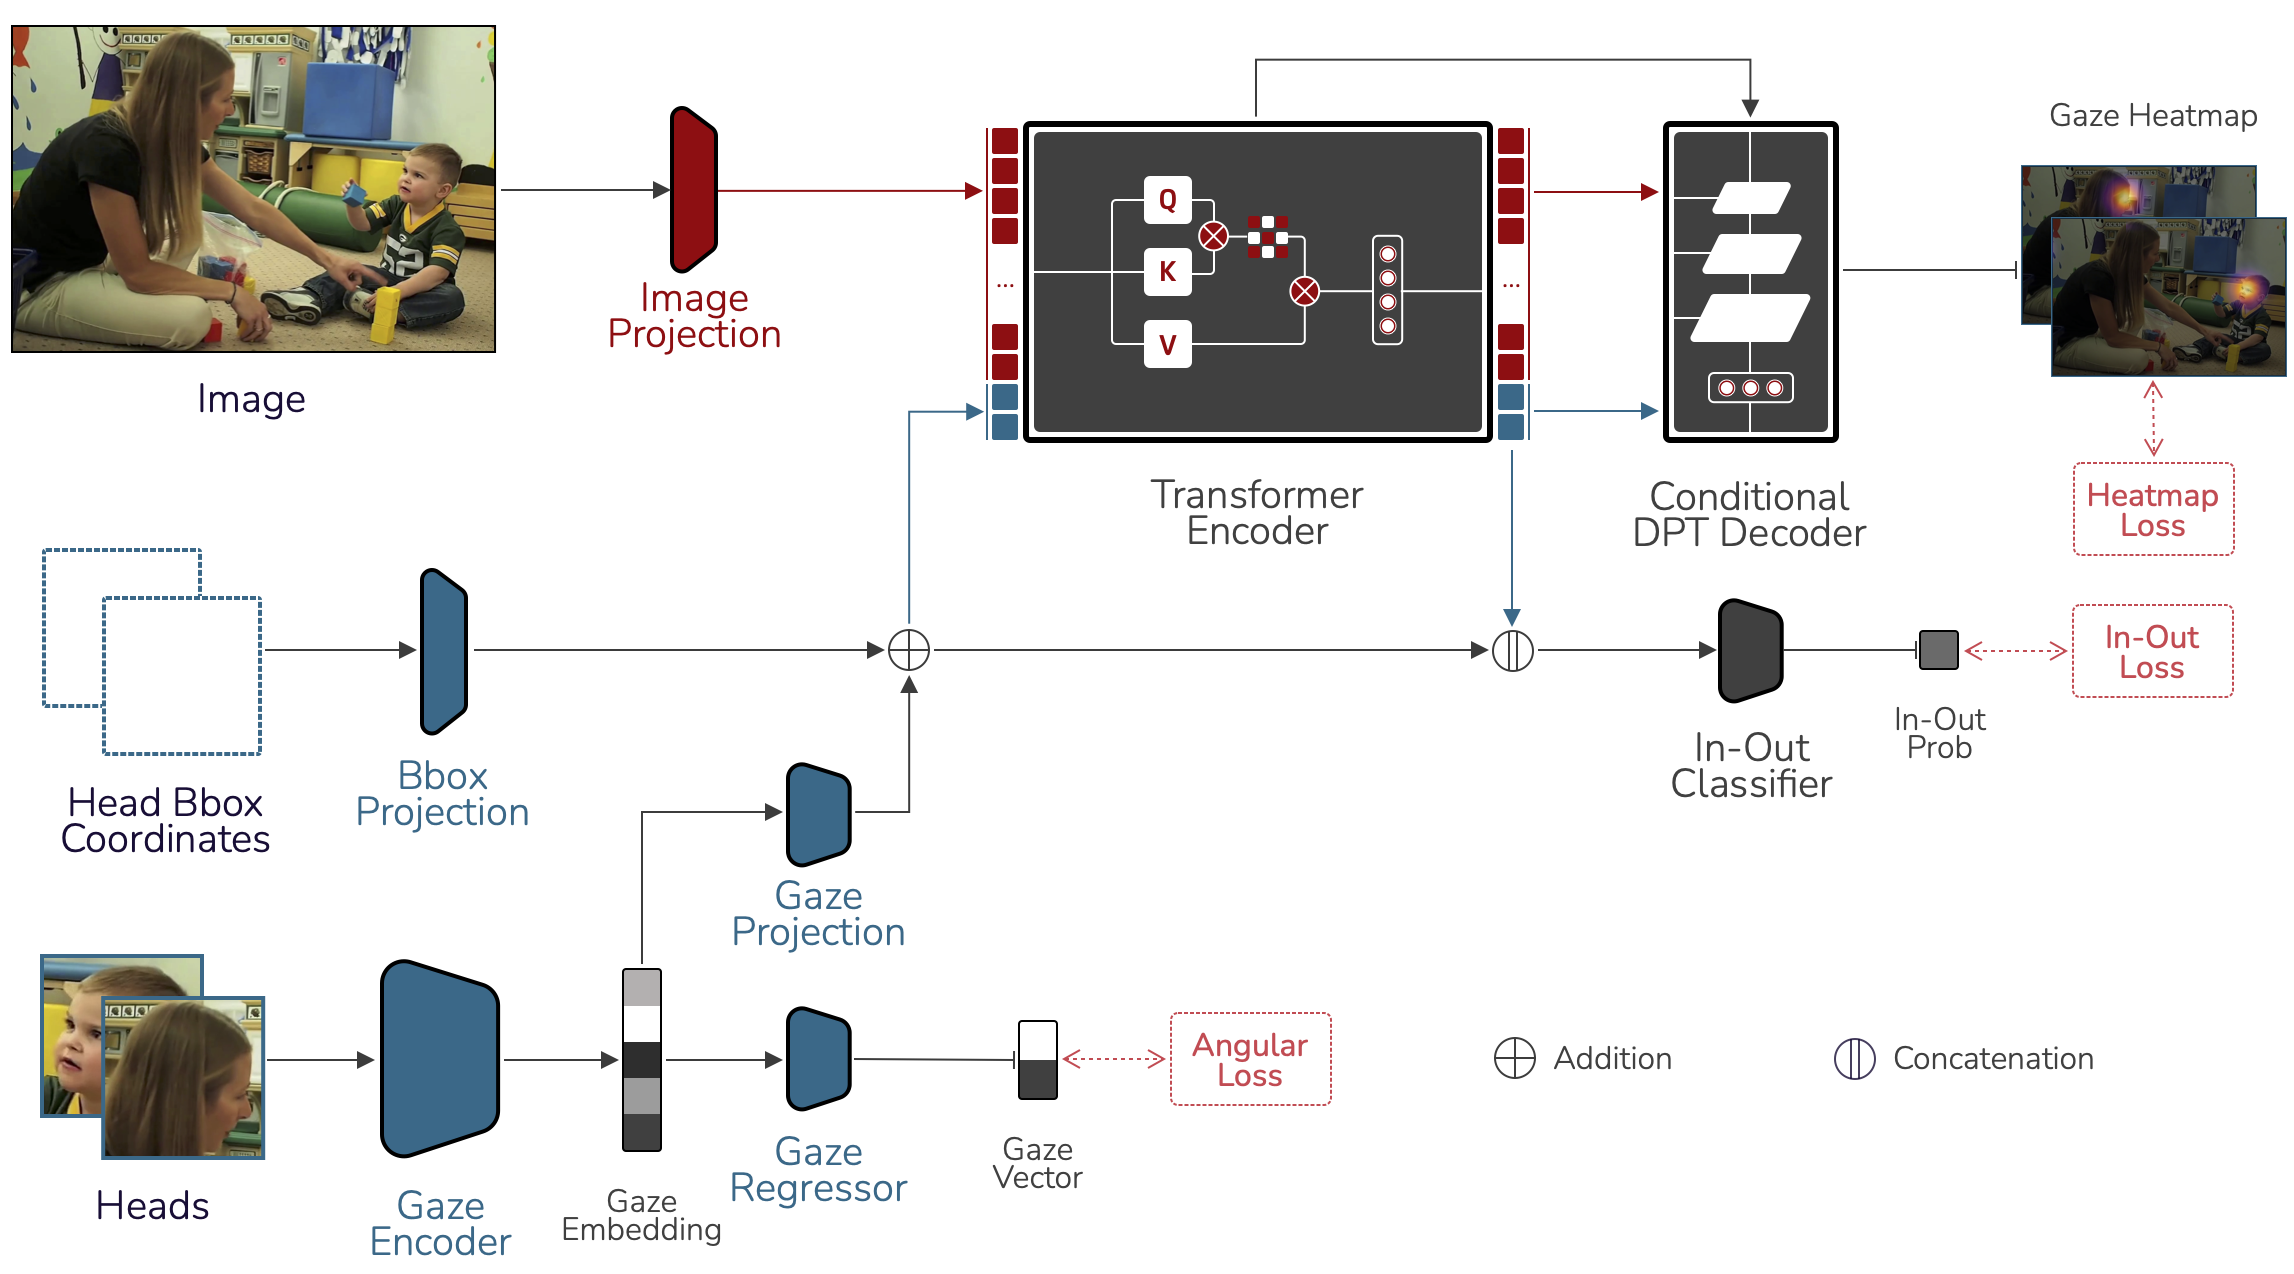 Image
Image
Projection
Q
K
V
...
...
Transformer
Encoder
Conditional
DPT Decoder
Gaze Heatmap
Heatmap
Loss
Head Bbox
Coordinates
Bbox
Projection
Gaze
Projection
In-Out
Classifier
In-Out
Prob
In-Out
Loss
Heads
Gaze
Encoder
Gaze
Embedding
Gaze
Regressor
Gaze
Vector
Angular
Loss
Addition
Concatenation
52